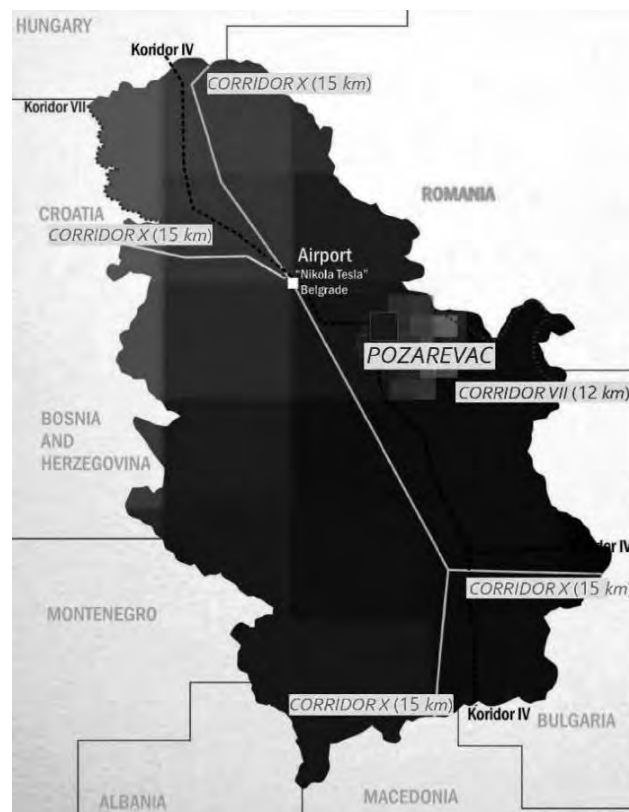 HUNGARY
Koridor IV
CORRIDOR X (15 km)
Koridor VII
ROMANIA
CROATIA
CORRIDOR X (15 km)
Airport
"Nikola Tesla"
Belgrade
POZAREVAC
CORRIDOR VII (12 km)
BOSNIA
AND
HERZEGOVINA
IV
CORRIDOR X (15 km)
MONTENEGRO
CORRIDOR X (15 km)
Koridor IV
BULGARIA
ALBANIA
MACEDONIA